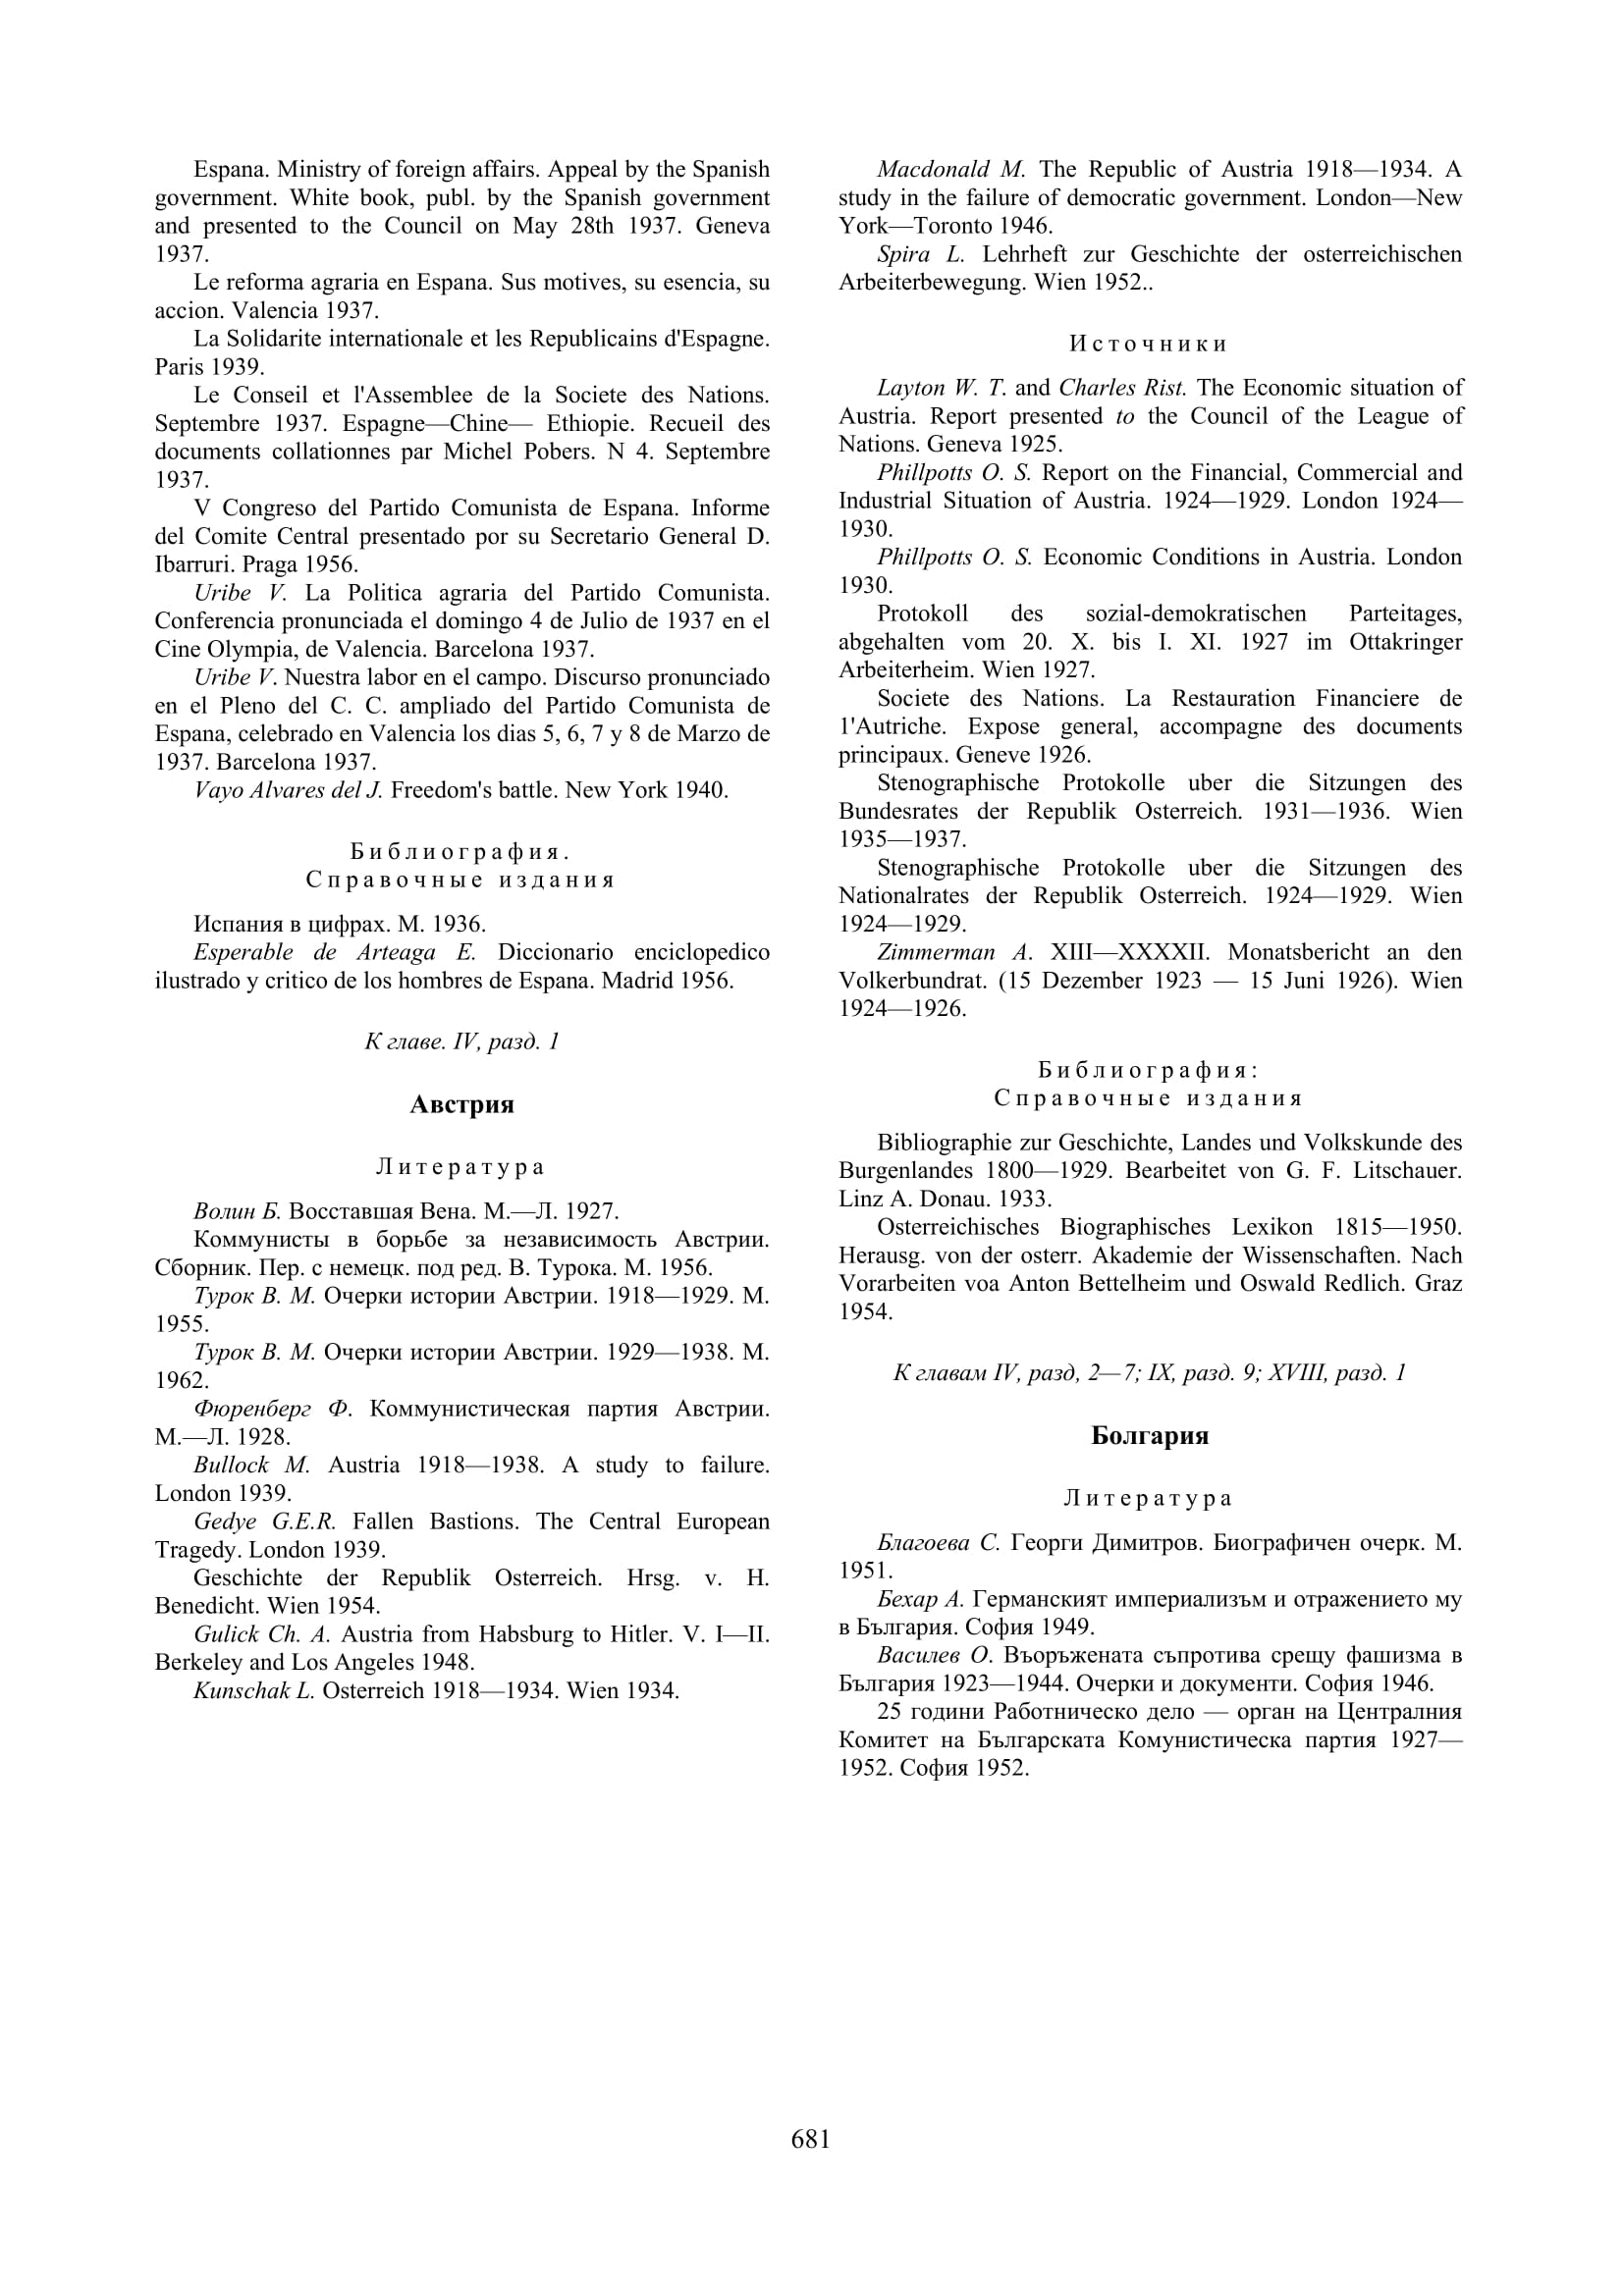 Espana. Ministry of foreign affairs. Appeal by the Spanish
government. White book, publ. by the Spanish government
and presented to the Council on May 28th 1937. Geneva
1937.
Le reforma agraria en Espana. Sus motives, su esencia, su
accion. Valencia 1937.
La Solidarite internationale et les Republicains d'Espagne.
Paris 1939.
Le Conseil et l'Assemblee de la Societe des Nations.
Septembre 1937. Espagne—Chine— Ethiopie. Recueil des
documents collationnes par Michel Pobers. N 4. Septembre
1937.
V Congreso del Partido Comunista de Espana. Informe
del Comite Central presentado por su Secretario General D.
Ibarruri. Praga 1956.
Uribe V. La Politica agraria del Partido Comunista.
Conferencia pronunciada el domingo 4 de Julio de 1937 en el
Cine Olympia, de Valencia. Barcelona 1937.
Uribe V. Nuestra labor en el campo. Discurso pronunciado
en el Pleno del C. C. ampliado del Partido Comunista de
Espana, celebrado en Valencia los dias 5, 6, 7 y 8 de Marzo de
1937. Barcelona 1937.
Vayo Alvares del J. Freedom's battle. New York 1940.
Библиография.
Справочные издания
Испания в цифрах. М. 1936.
Esperable de Arteaga E. Diccionario enciclopedico
ilustrado y critico de los hombres de Espana. Madrid 1956.
К главе. IV, разд. 1
Австрия
Литература
Волин Б. Восставшая Вена. М.—Л. 1927.
Коммунисты в борьбе за независимость Австрии.
Сборник. Пер. с немецк. под ред. В. Турока. М. 1956.
Турок В. М. Очерки истории Австрии. 1918—1929. М.
1955.
Турок В. М. Очерки истории Австрии. 1929—1938. М.
1962.
Фюренберг Ф. Коммунистическая партия Австрии.
М.—Л. 1928.
Bullock M. Austria 1918—1938. A study to failure.
London 1939.
Gedye G.E.R. Fallen Bastions. The Central European
Tragedy. London 1939.
Geschichte der Republik Osterreich. Hrsg. v. H.
Benedicht. Wien 1954.
Gulick Ch. A. Austria from Habsburg to Hitler. V. I—II.
Berkeley and Los Angeles 1948.
Kunschak L. Osterreich 1918—1934. Wien 1934.
Macdonald M. The Republic of Austria 1918—1934. A
study in the failure of democratic government. London—New
York—Toronto 1946.
Spira L. Lehrheft zur Geschichte der osterreichischen
Arbeiterbewegung. Wien 1952..
Источники
Layton W. T. and Charles Rist. The Economic situation of
Austria. Report presented to the Council of the League of
Nations. Geneva 1925.
Phillpotts O. S. Report on the Financial, Commercial and
Industrial Situation of Austria. 1924—1929. London 1924—
1930.
Phillpotts O. S. Economic Conditions in Austria. London
1930.
Protokoll des sozial-demokratischen Parteitages,
abgehalten vom 20. X. bis I. XI. 1927 im Ottakringer
Arbeiterheim. Wien 1927.
Societe des Nations. La Restauration Financiere de
1'Autriche. Expose general, accompagne des documents
principaux. Geneve 1926.
Stenographische Protokolle uber die Sitzungen des
Bundesrates der Republik Osterreich. 1931—1936. Wien
1935—1937.
Stenographische Protokolle uber die Sitzungen des
Nationalrates der Republik Osterreich. 1924—1929. Wien
1924—1929.
Zimmerman A. XIII—XXXXII. Monatsbericht an den
Volkerbundrat. (15 Dezember 1923 — 15 Juni 1926). Wien
1924—1926.
Библиография:
Справочные издания
Bibliographie zur Geschichte, Landes und Volkskunde des
Burgenlandes 1800—1929. Bearbeitet von G. F. Litschauer.
Linz A. Donau. 1933.
Osterreichisches Biographisches Lexikon 1815—1950.
Herausg. von der osterr. Akademie der Wissenschaften. Nach
Vorarbeiten voa Anton Bettelheim und Oswald Redlich. Graz
1954.
К главам IV, разд, 2—7; IX, разд. 9; XVIII, разд. 1
Болгария
Литература
Благоева С. Георги Димитров. Биографичен очерк. М.
1951.
Бехар А. Германският империализъм и отражението му
в България. София 1949.
Василев О. Въоръжената съпротива срещу фашизма в
България 1923—1944. Очерки и документи. София 1946.
25 години Работническо дело — орган на Централния
Комитет на Българската Комунистическа партия 1927—
1952. София 1952.
681